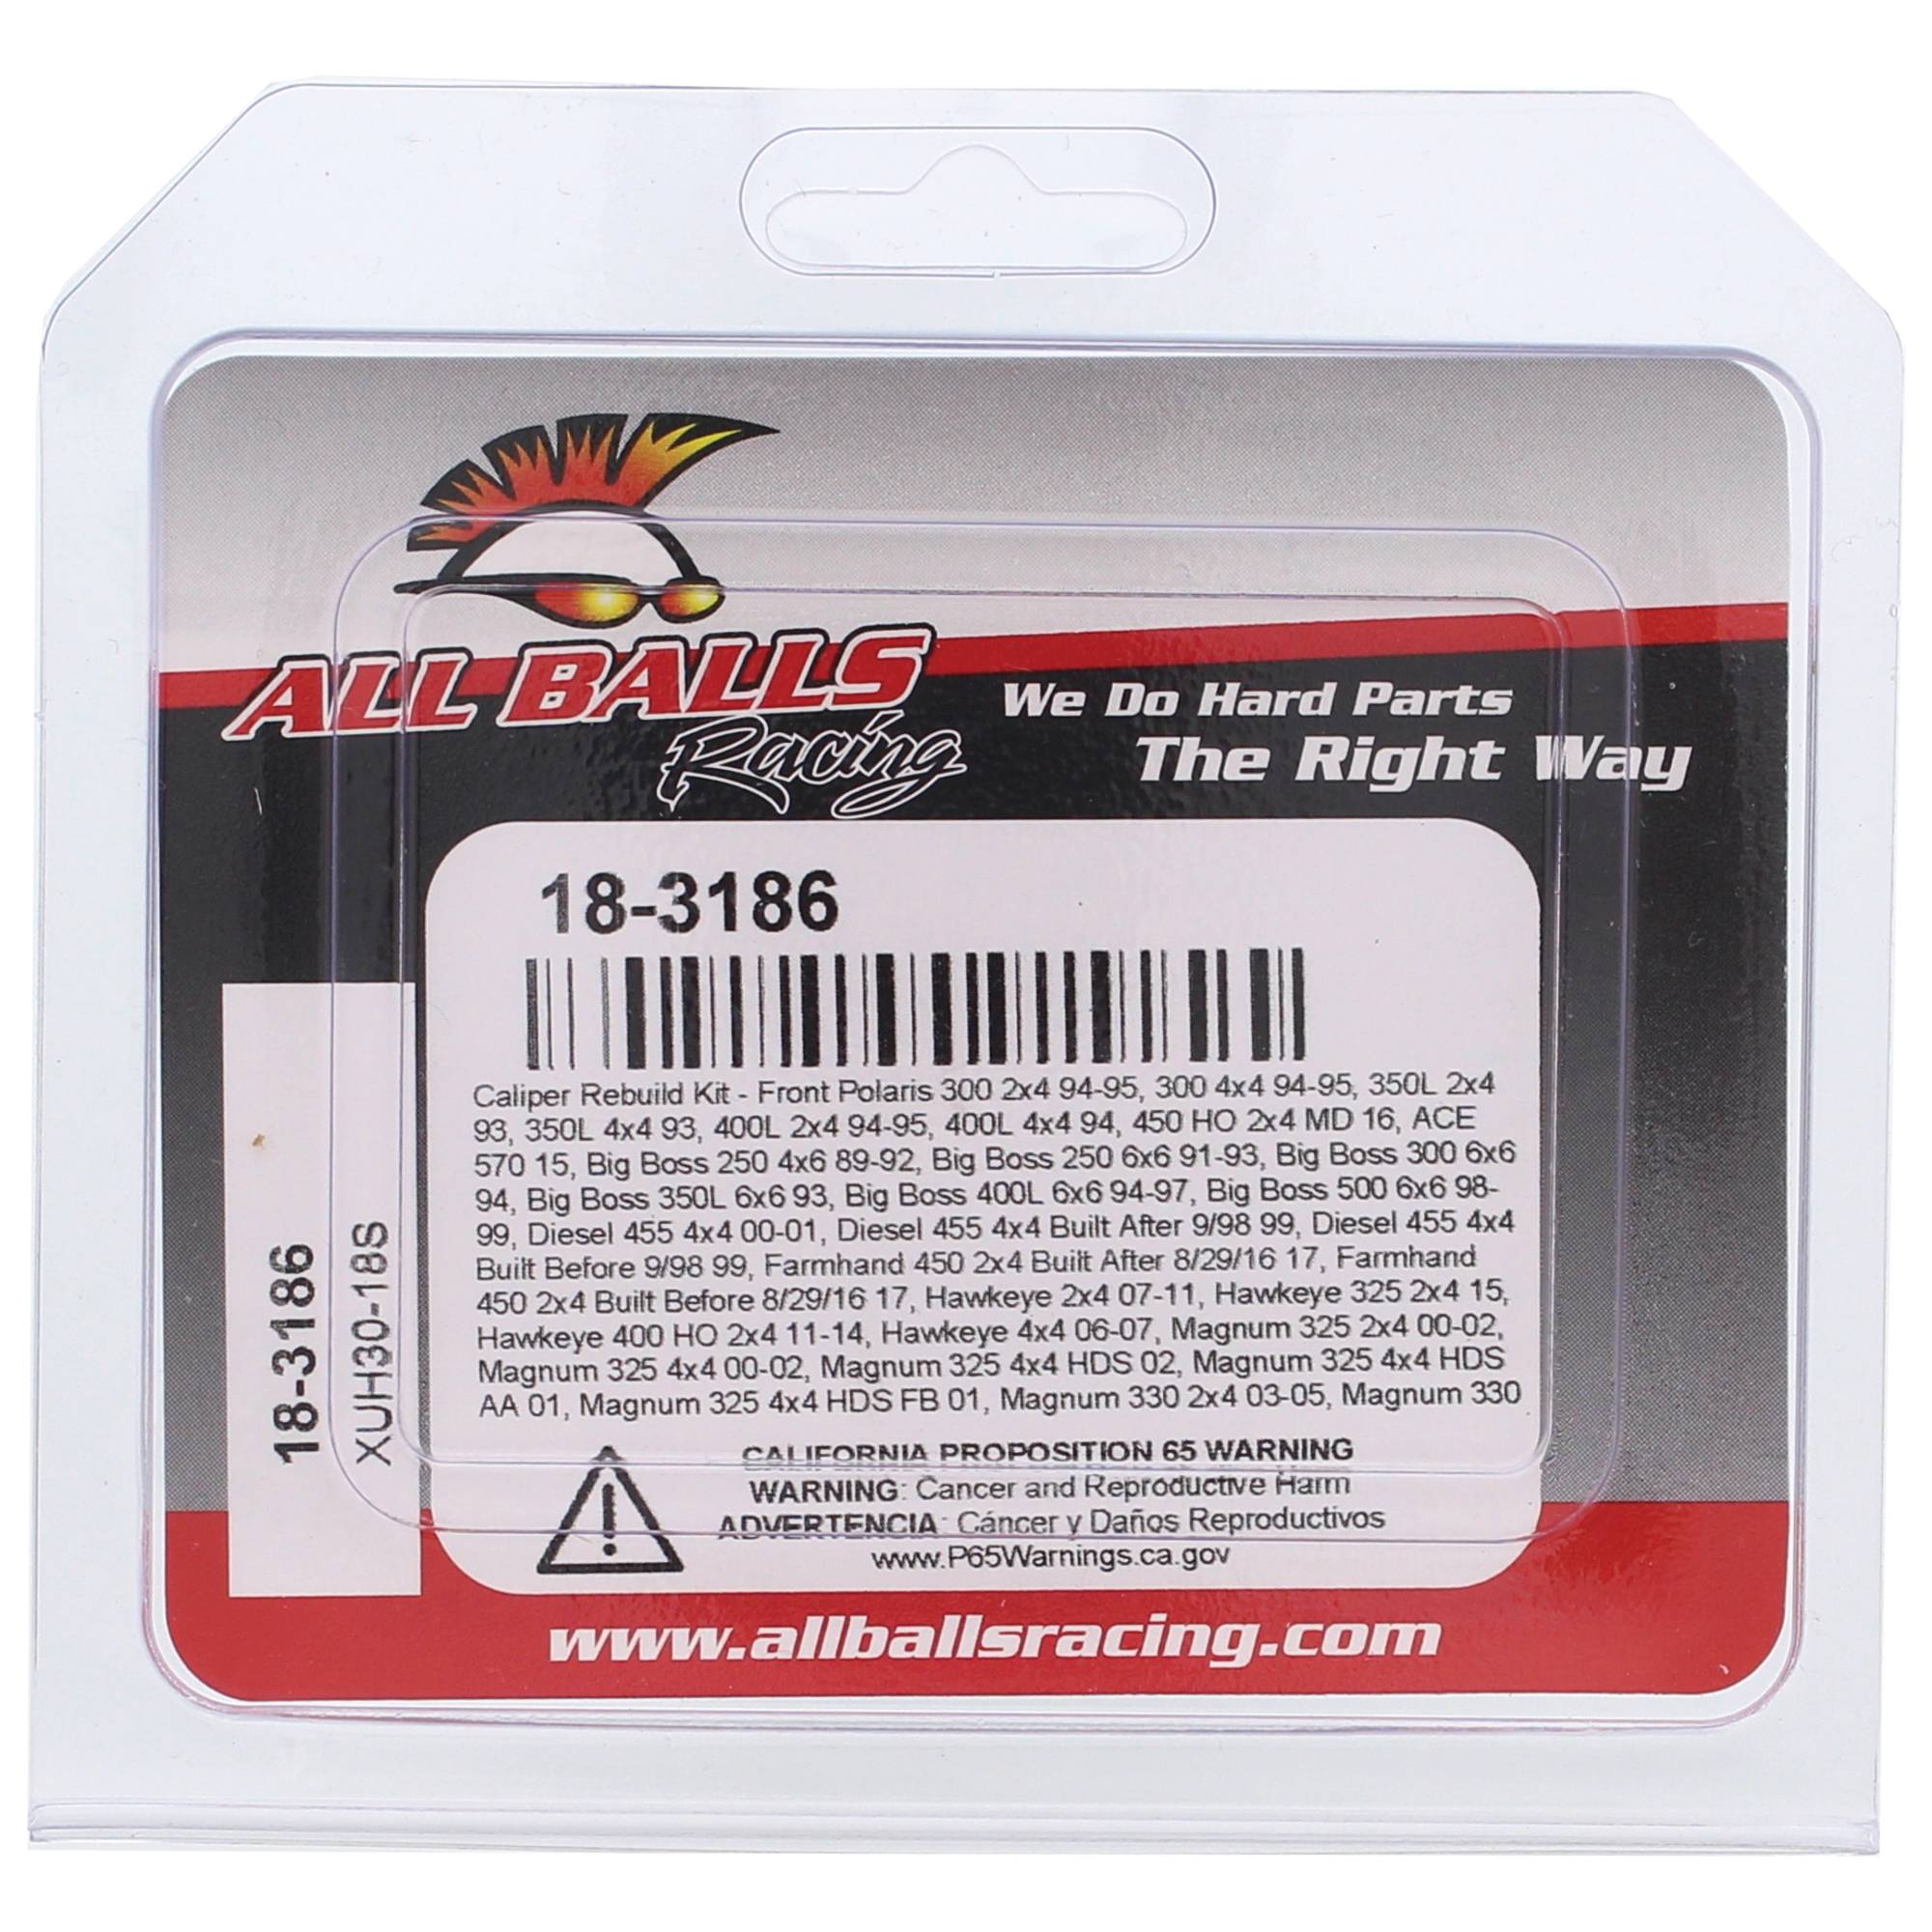 ALL BALLS
Racing
We Do Hard Parts
The Right Way
18-3186
Caliper Rebuild Kit - Front Polaris 300 2x4 94-95, 300 4x4 94-95, 350L 2x4
93, 350L 4x4 93, 400L 2x4 94-95, 400L 4x4 94, 450 HO 2x4 MD 16, ACE
570 15, Big Boss 250 4x6 89-92, Big Boss 250 6x6 91-93, Big Boss 300 6x6
94, Big Boss 350L 6x6 93, Big Boss 400L 6x6 94-97, Big Boss 500 6x6 98-
99, Diesel 455 4x4 00-01, Diesel 455 4x4 Built After 9/98 99, Diesel 455 4x4
Built Before 9/98 99, Farmhand 450 2x4 Built After 8/29/16 17, Farmhand
450 2x4 Built Before 8/29/16 17, Hawkeye 2x4 07-11, Hawkeye 325 2x4 15,
Hawkeye 400 HO 2x4 11-14, Hawkeye 4x4 06-07, Magnum 325 2x4 00-02,
Magnum 325 4x4 00-02, Magnum 325 4x4 HDS 02, Magnum 325 4x4 HDS
AA 01, Magnum 325 4x4 HDS FB 01, Magnum 330 2x4 03-05, Magnum 330
CALIFORNIA PROPOSITION 65 WARNING
WARNING: Cancer and Reproductive Harm
ADVERTENCIA: Cáncer y Daños Reproductivos
www.P65Warnings.ca.gov
18-3186
XUH30-18S
www.allballsracing.com